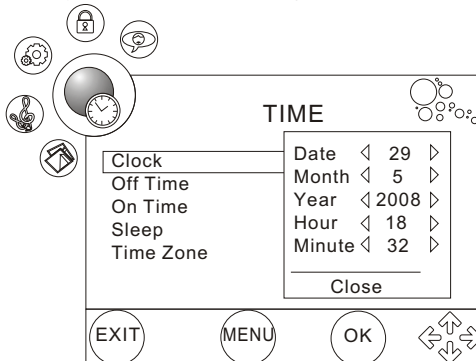 TIME
Clock
Off Time
On Time
Sleep
Time Zone
Date 29
Month 5
Year 2008
Hour 18
Minute 32
Close
EXIT MENU OK